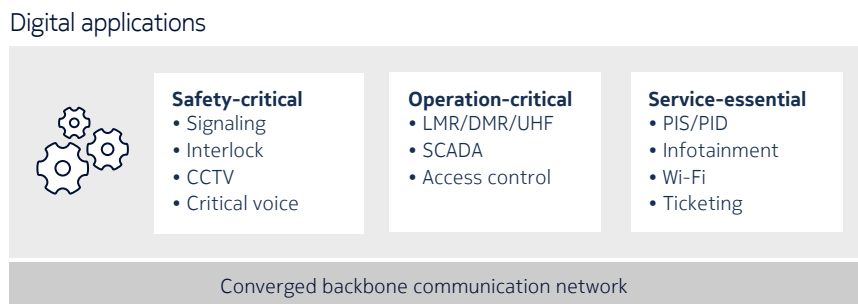 Digital applications
Safety-critical
• Signaling
• Interlock
• CCTV
• Critical voice
Operation-critical
• LMR/DMR/UHF
• SCADA
• Access control
Service-essential
• PIS/PID
• Infotainment
• Wi-Fi
• Ticketing
Converged backbone communication network